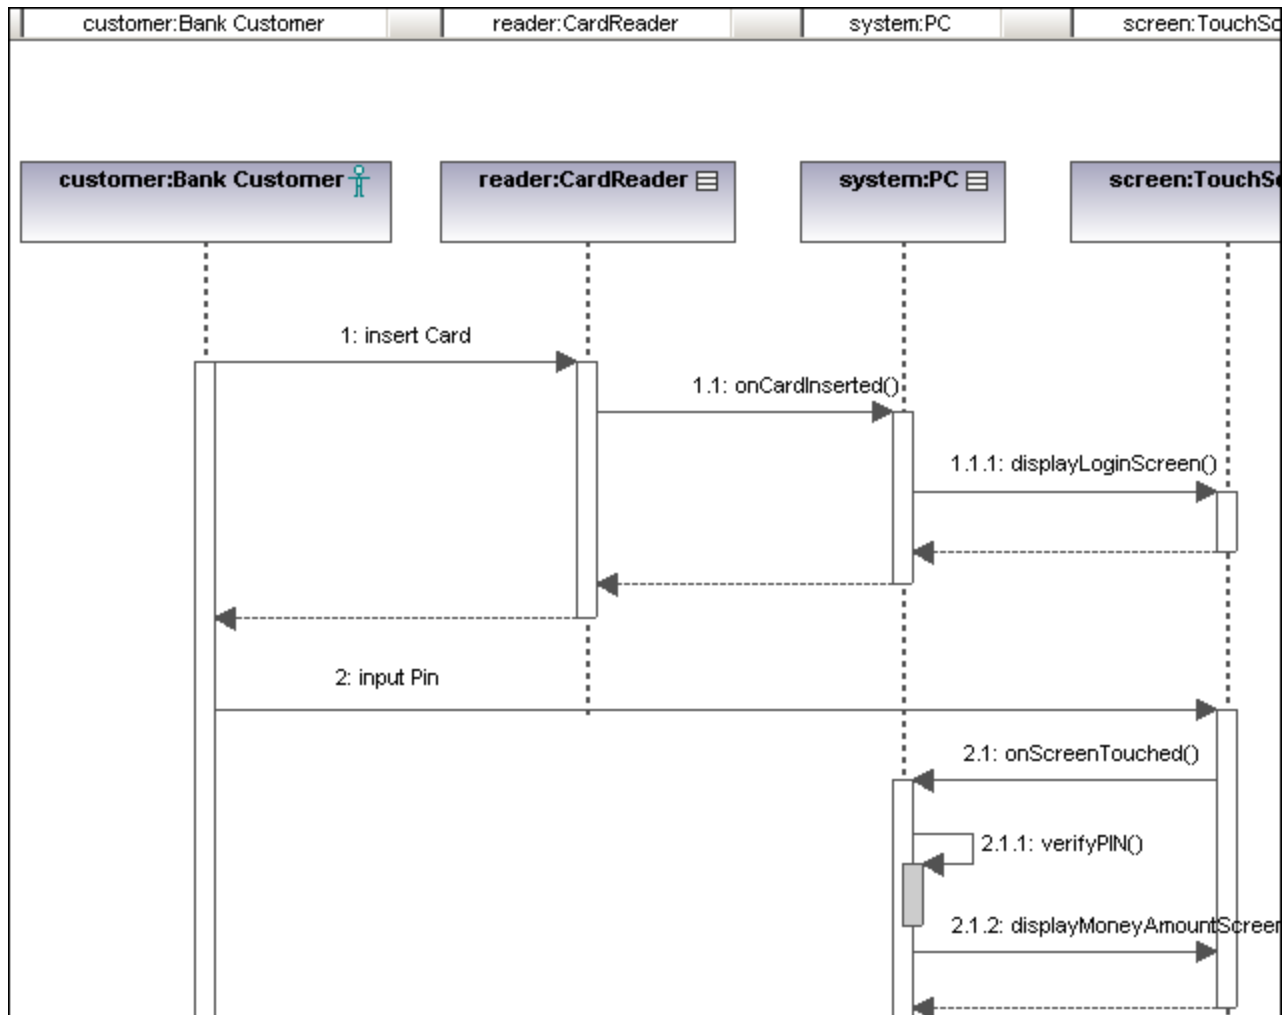 customer:Bank Customer
reader:CardReader
system:PC
screen:TouchSc
customer:Bank Customer
reader:CardReader
system:PC
screen:TouchSc
1: insert Card
1.1: onCardInserted()
1.1.1: displayLoginScreen()
2: input Pin
2.1: onScreenTouched()
2.1.1: verifyPIN()
2.1.2: displayMoneyAmountScreen